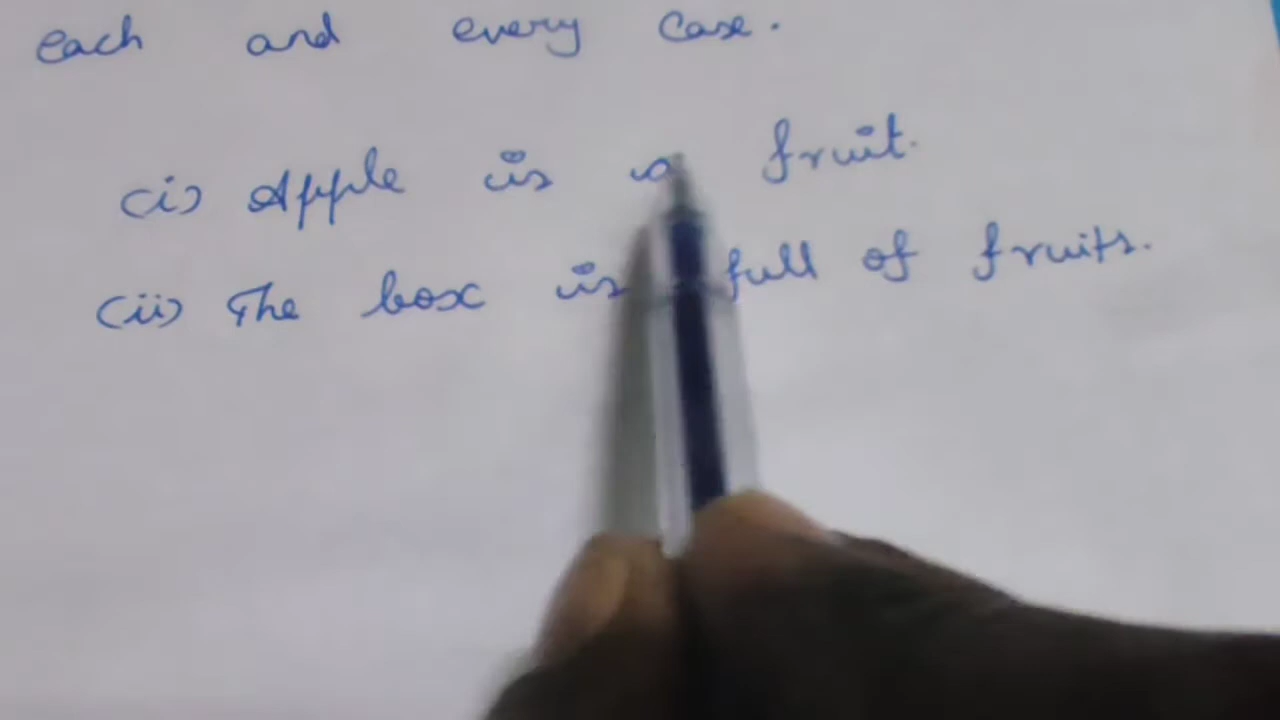 each and every case.
(i) Apple is a fruit.
(ii) The box is full of fruits.